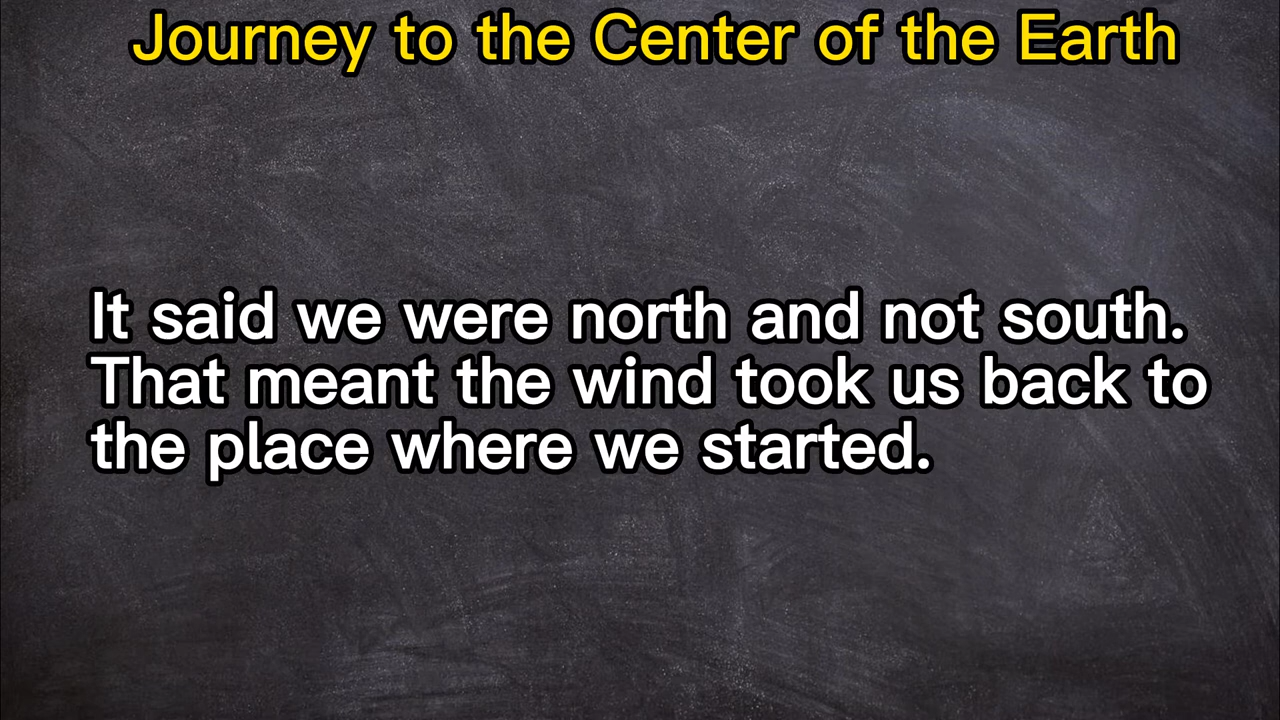 Journey to the Center of the Earth
It said we were north and not south.
That meant the wind took us back to
the place where we started.